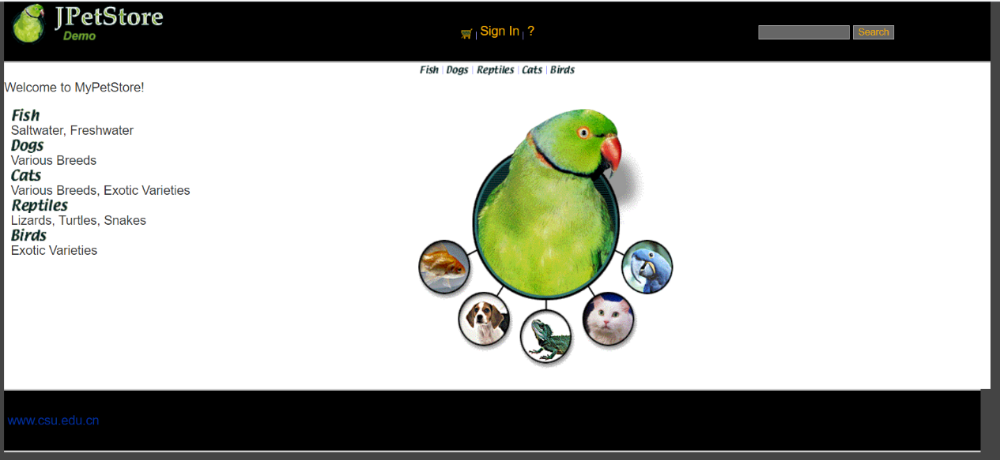 JPetStore
Demo
| Sign In | ?
Search
Fish | Dogs | Reptiles | Cats | Birds
Welcome to MyPetStore!
Fish
Saltwater, Freshwater
Dogs
Various Breeds
Cats
Various Breeds, Exotic Varieties
Reptiles
Lizards, Turtles, Snakes
Birds
Exotic Varieties
www.csu.edu.cn